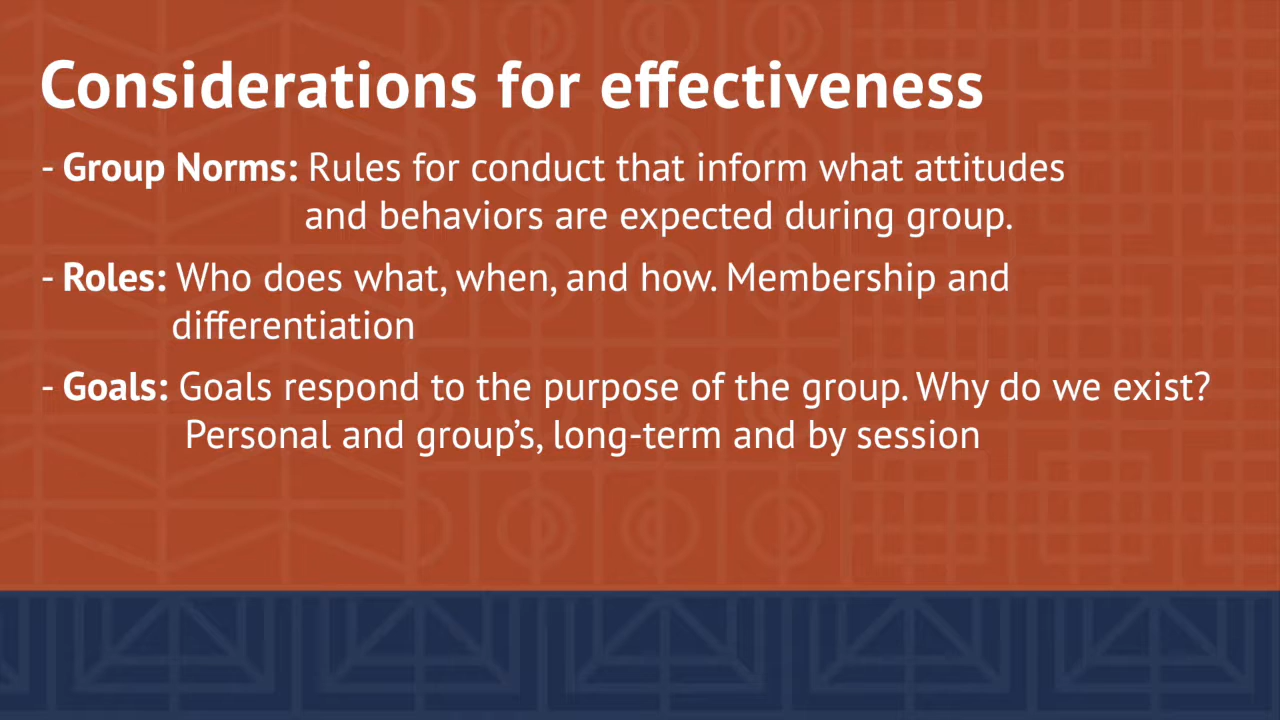 Considerations for effectiveness
- Group Norms: Rules for conduct that inform what attitudes
and behaviors are expected during group.
- Roles: Who does what, when, and how. Membership and
differentiation
- Goals: Goals respond to the purpose of the group. Why do we exist?
Personal and group’s, long-term and by session